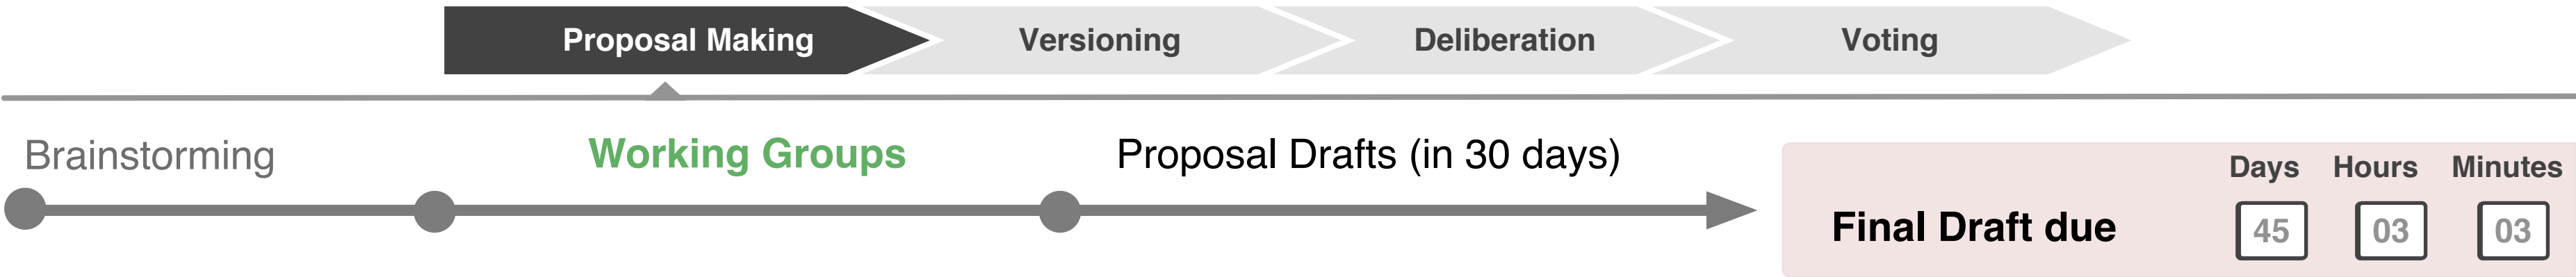 Proposal Making Versioning Deliberation Voting
Brainstorming Working Groups Proposal Drafts (in 30 days)
Days Hours Minutes
Final Draft due 45 03 03